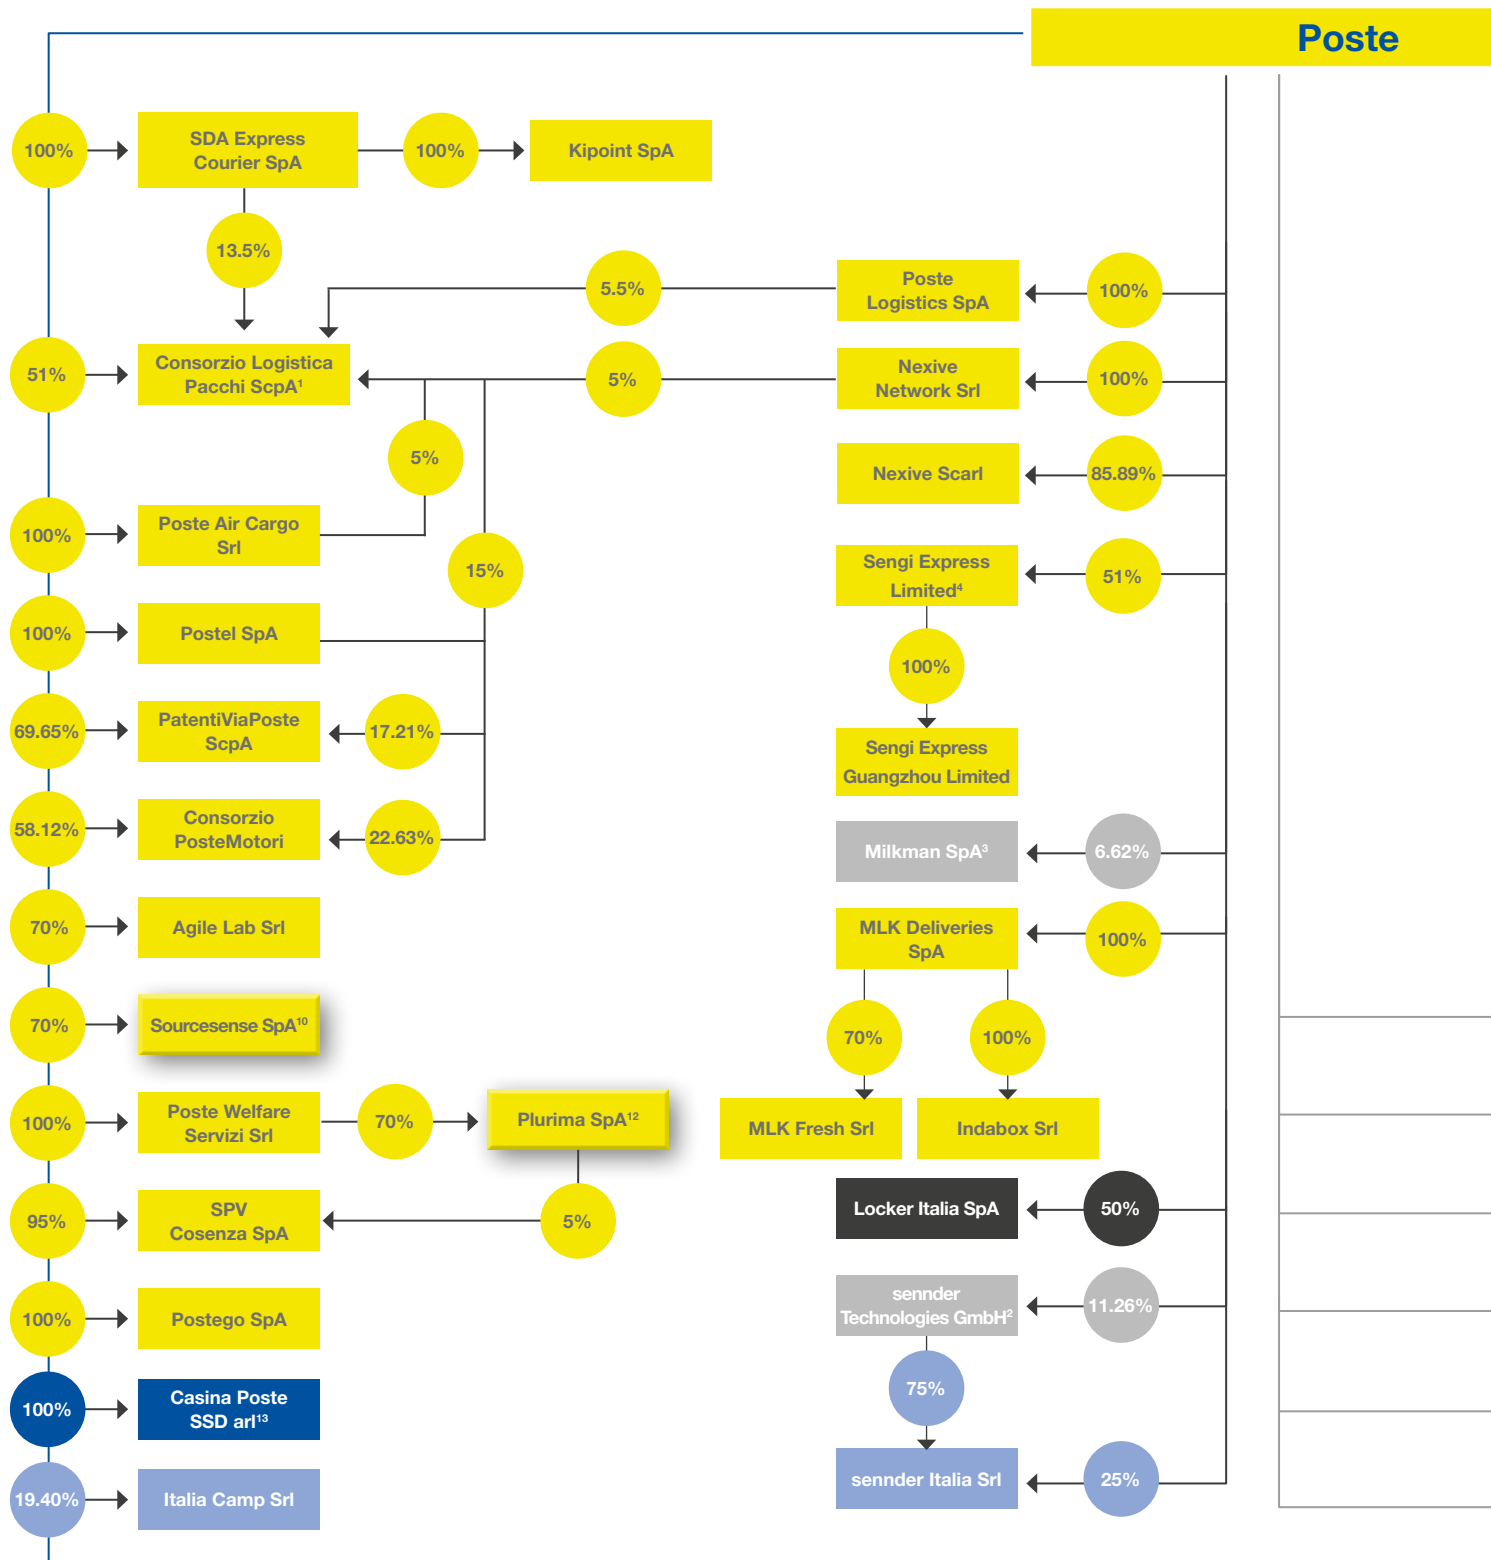 Poste
100%
SDA Express
Courier SpA
100%
Kipoint SpA
13.5%
5.5%
Poste
Logistics SpA
100%
51%
Consorzio Logistica
Pacchi ScpA¹
5%
Nexive
Network Srl
100%
5%
Nexive Scarl
85.89%
100%
Poste Air Cargo
Srl
15%
Sengi Express
Limited⁴
51%
100%
Postel SpA
100%
69.65%
PatentiViaPoste
ScpA
17.21%
Sengi Express
Guangzhou Limited
58.12%
Consorzio
PosteMotori
22.63%
Milkman SpA³
6.62%
70%
Agile Lab Srl
MLK Deliveries
SpA
100%
70%
Sourcesense SpA¹⁰
70%
100%
100%
Poste Welfare
Servizi Srl
70%
Plurima SpA¹²
MLK Fresh Srl
Indabox Srl
95%
SPV
Cosenza SpA
5%
Locker Italia SpA
50%
100%
Postego SpA
sennder
Technologies GmbH²
11.26%
100%
Casina Poste
SSD arl¹³
75%
19.40%
Italia Camp Srl
sennder Italia Srl
25%